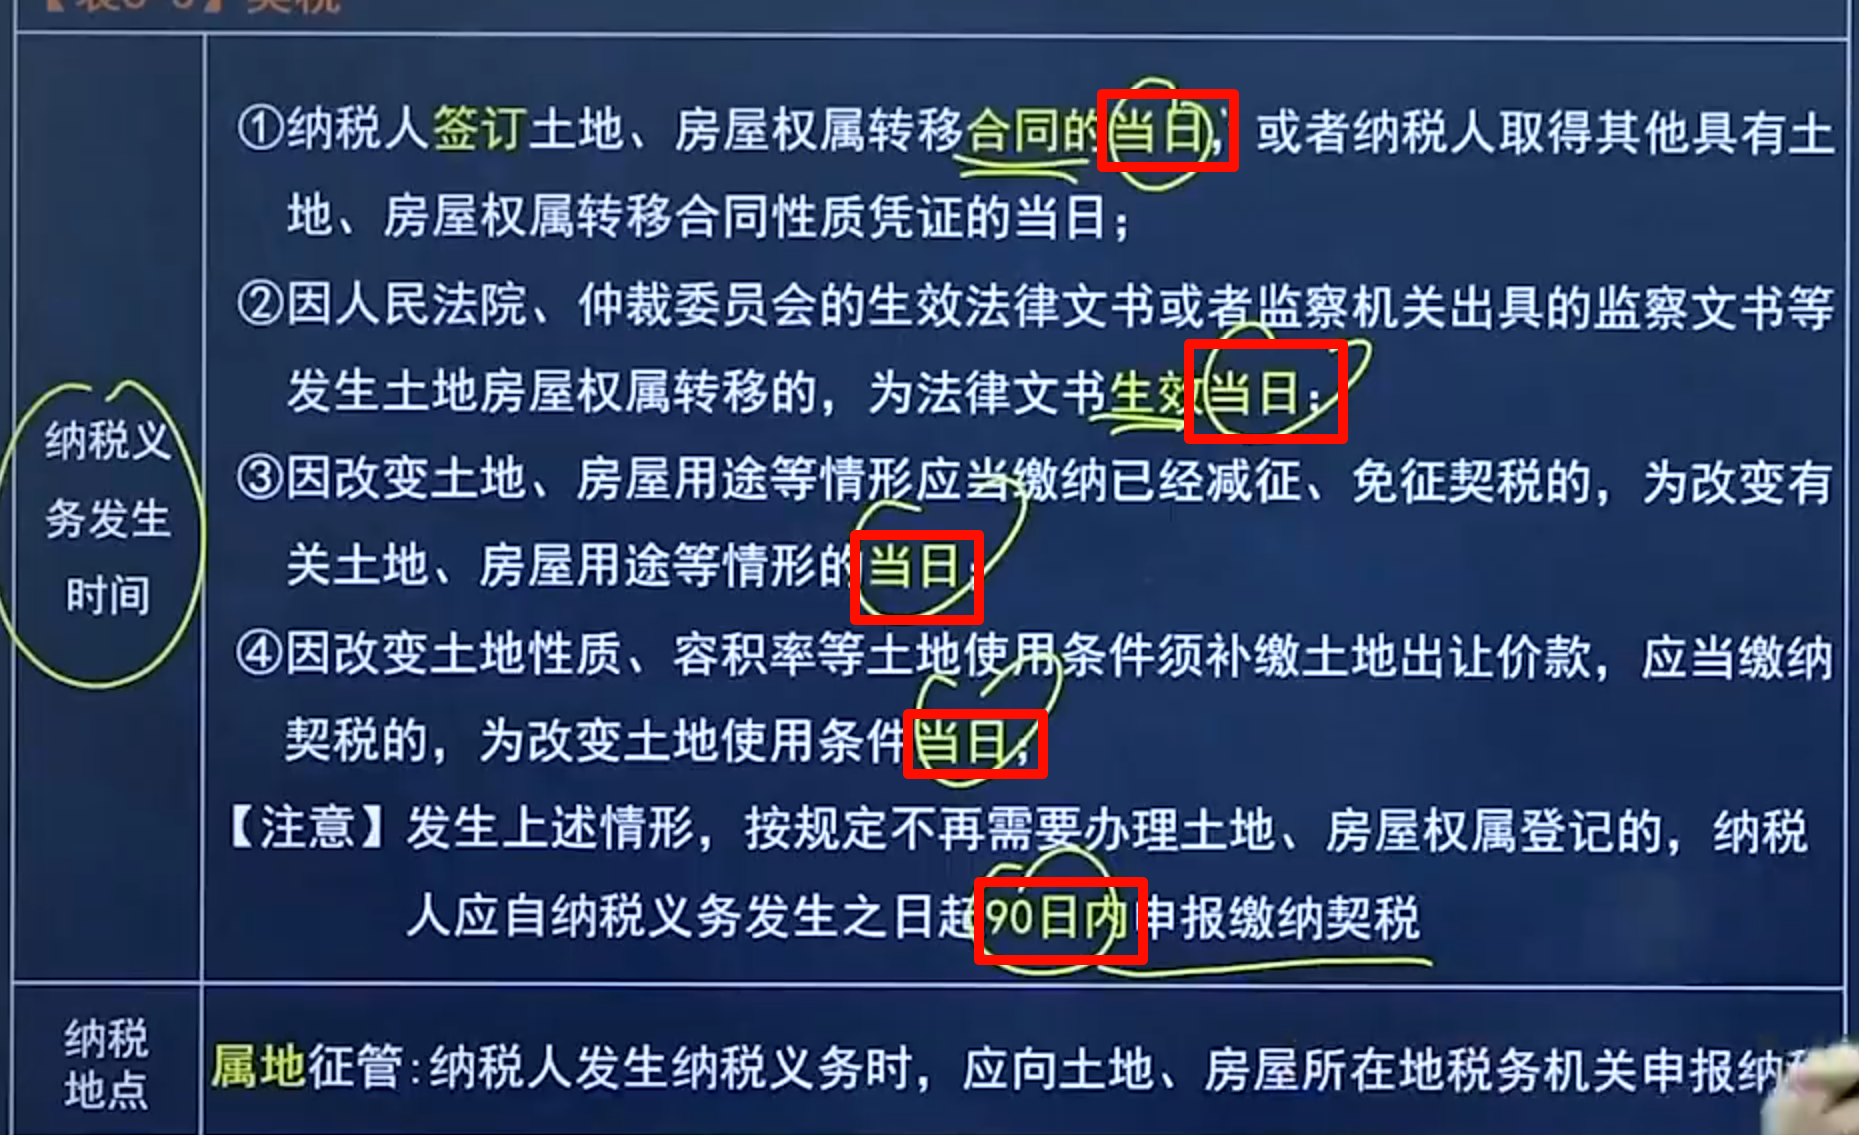 契税
纳税义
务发生
时间
①纳税人签订土地、房屋权属转移合同的当日，或者纳税人取得其他具有土
地、房屋权属转移合同性质凭证的当日；
②因人民法院、仲裁委员会的生效法律文书或者监察机关出具的监察文书等
发生土地房屋权属转移的，为法律文书生效当日；
③因改变土地、房屋用途等情形应当缴纳已经减征、免征契税的，为改变有
关土地、房屋用途等情形的当日；
④因改变土地性质、容积率等土地使用条件须补缴土地出让价款，应当缴纳
契税的，为改变土地使用条件当日；
【注意】发生上述情形，按规定不再需要办理土地、房屋权属登记的，纳税
人应自纳税义务发生之日起90日内申报缴纳契税
纳税
地点
属地征管:纳税人发生纳税义务时，应向土地、房屋所在地税务机关申报纳